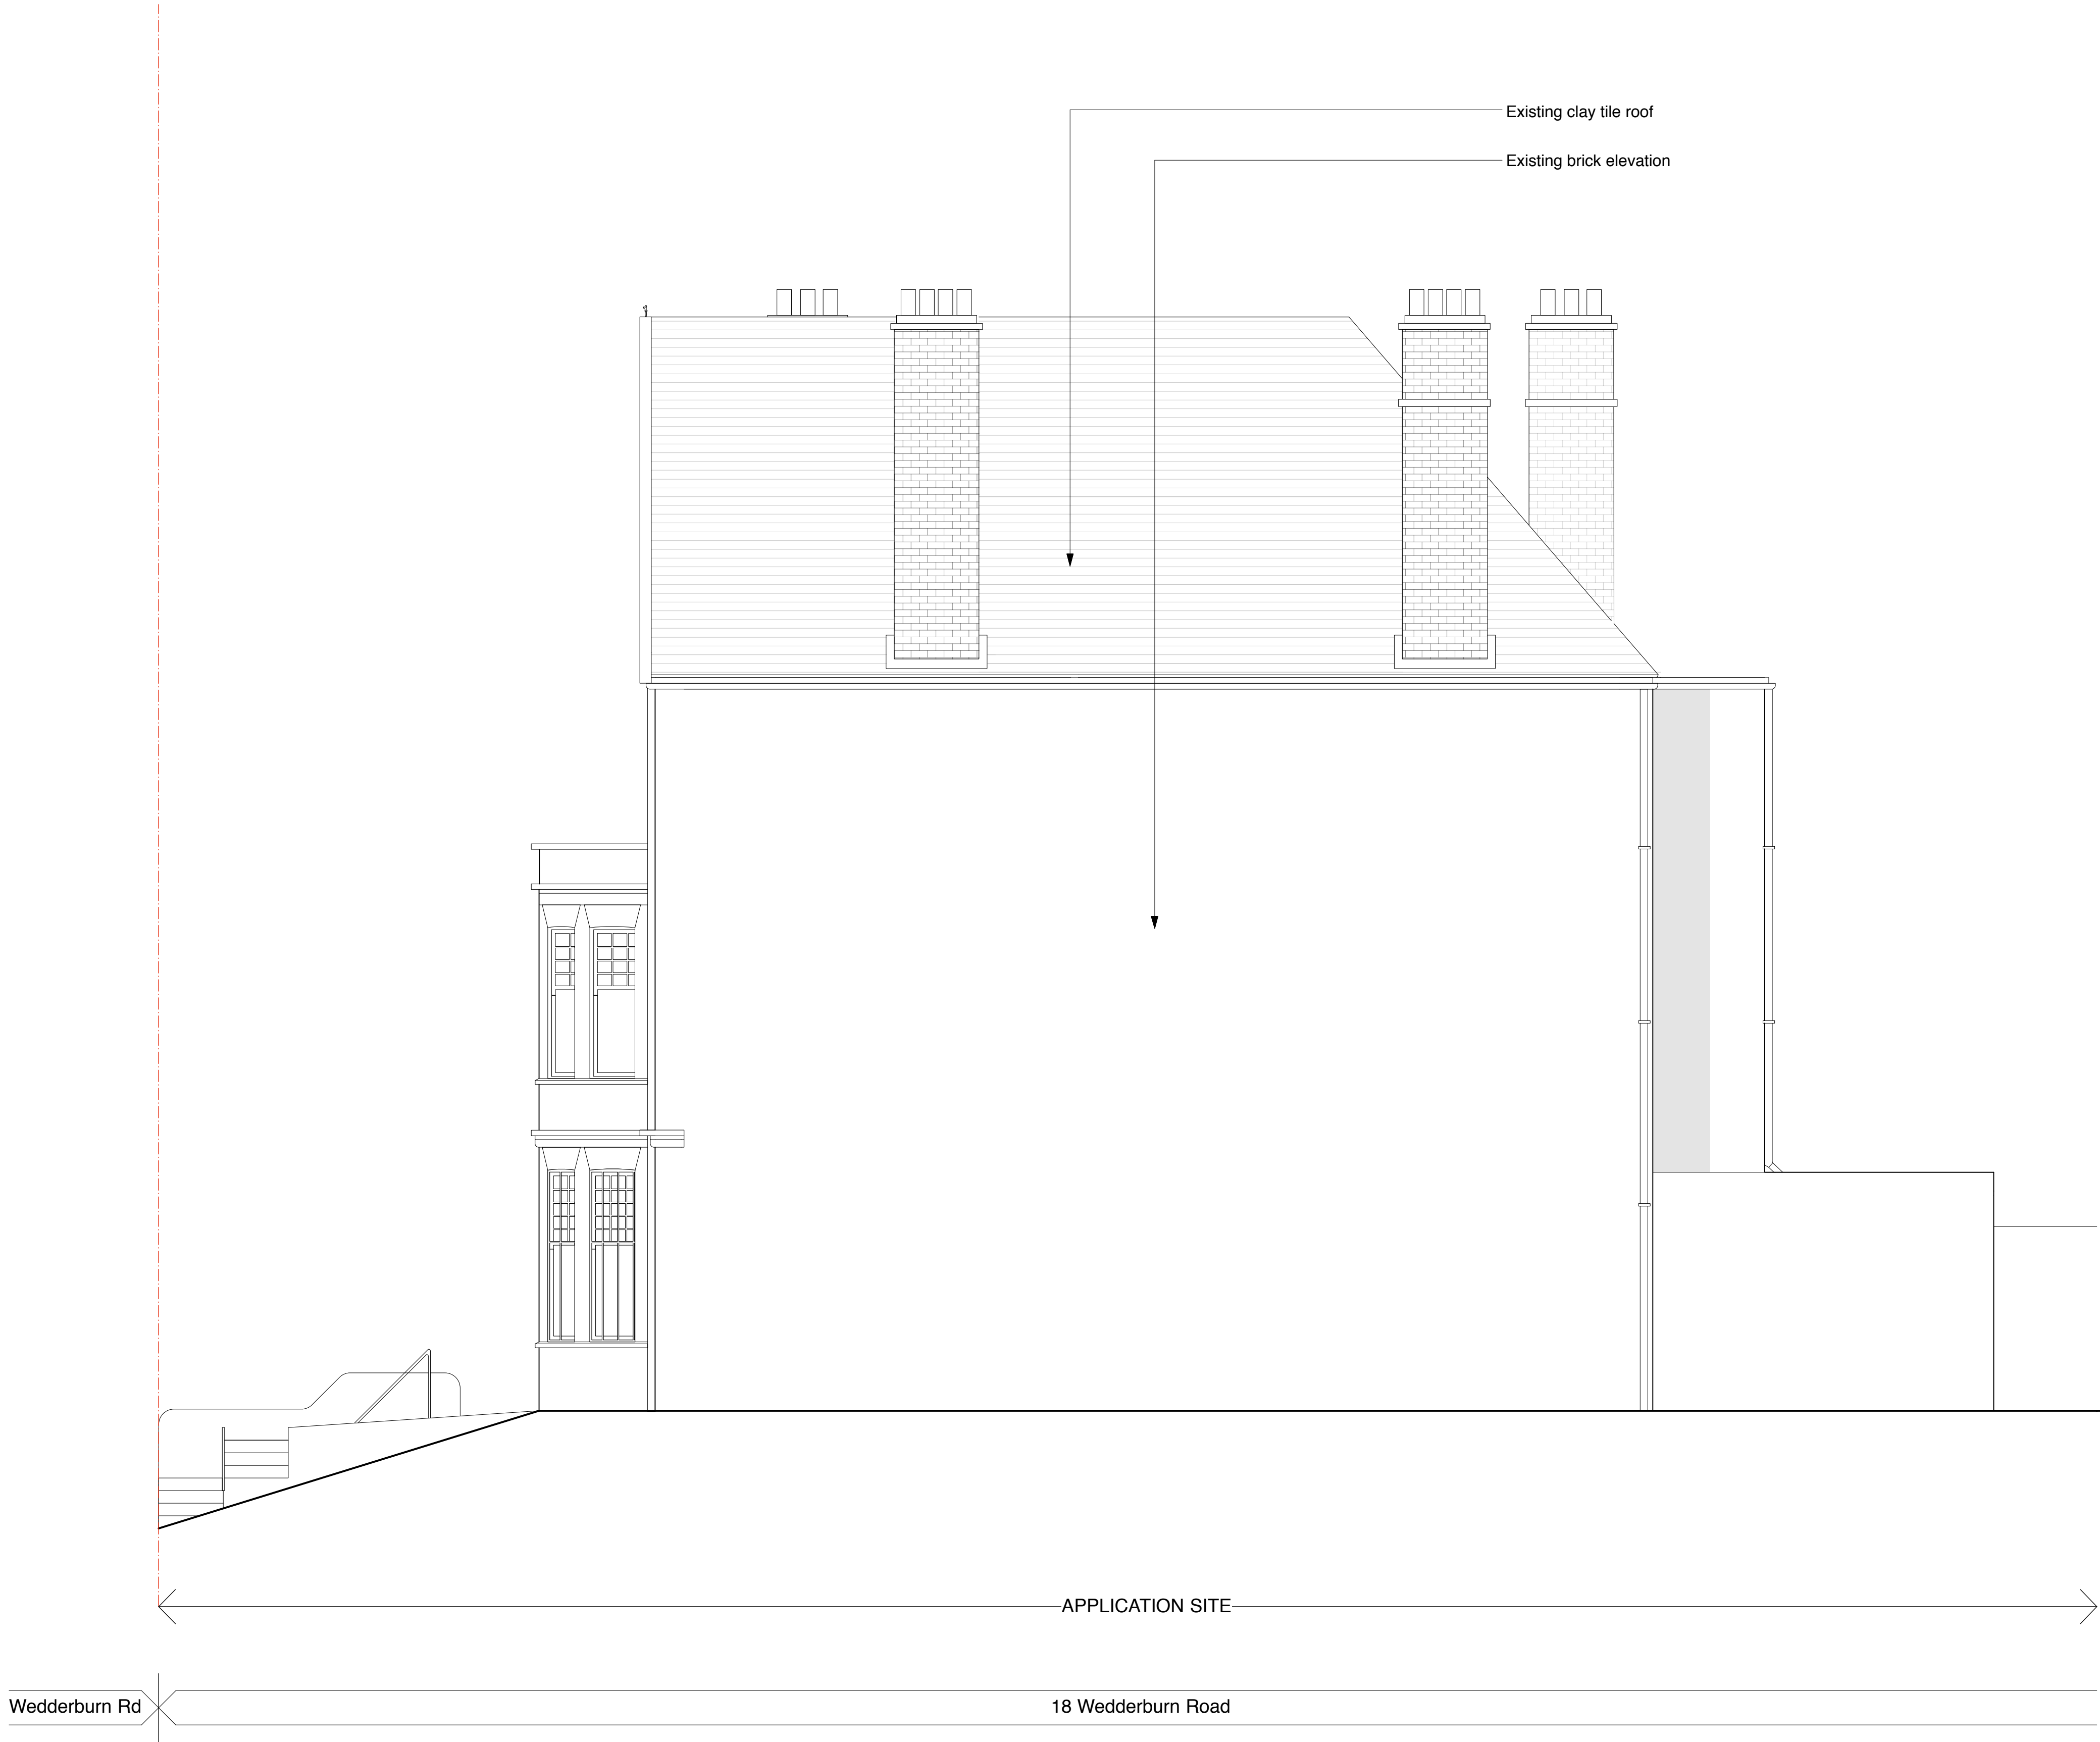 Existing clay tile roof
Existing brick elevation
APPLICATION SITE
Wedderburn Rd
18 Wedderburn Road